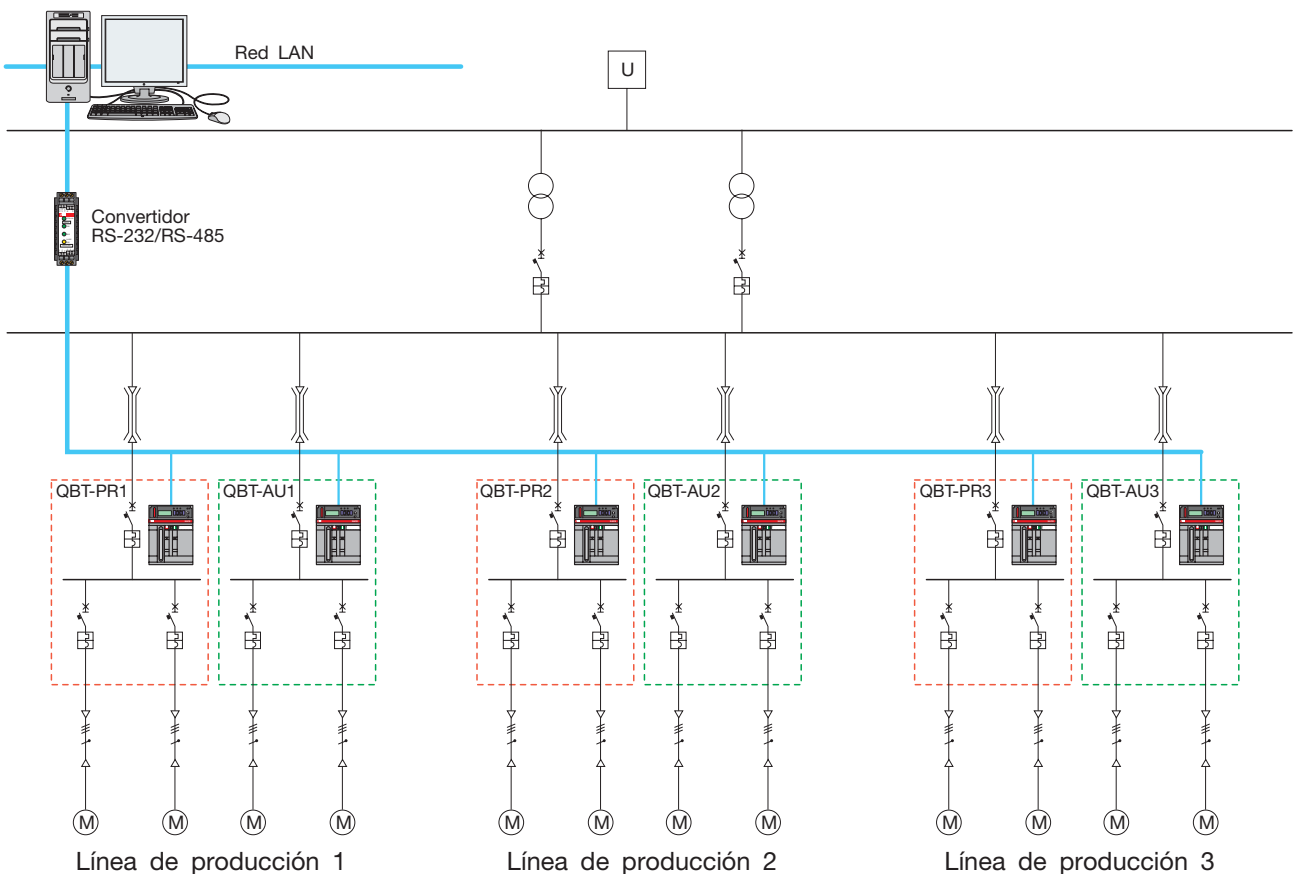 Red LAN
U
Convertidor
RS-232/RS-485
QBT-PR1
QBT-AU1
QBT-PR2
QBT-AU2
QBT-PR3
QBT-AU3
M M M M M M M M M M M M
Línea de producción 1
Línea de producción 2
Línea de producción 3